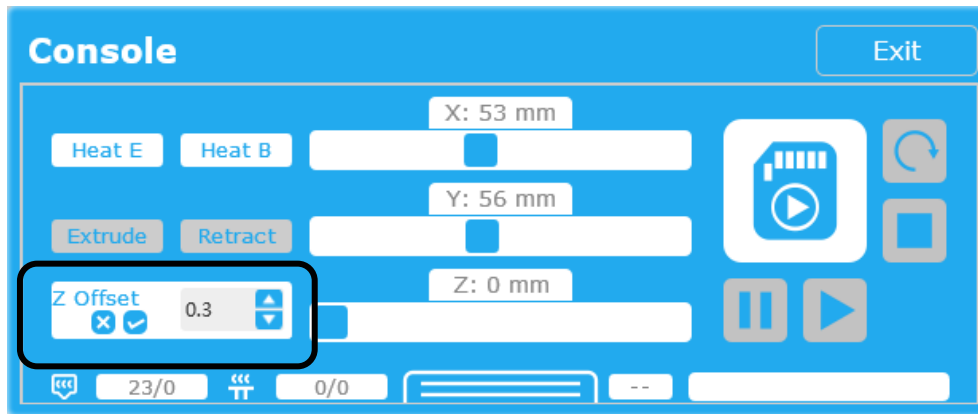 Console
Exit
X: 53 mm
Heat E
Heat B
Y: 56 mm
Extrude
Retract
Z: 0 mm
Z Offset
0.3
23/0
0/0
--